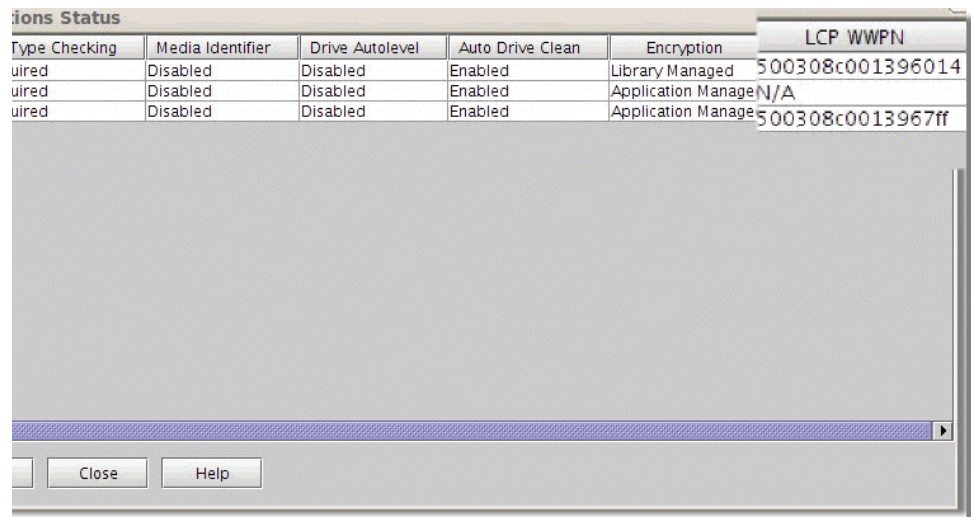 ions Status
Type Checking Media Identifier Drive Autolevel Auto Drive Clean Encryption LCP WWPN
uired Disabled Disabled Enabled Library Managed 500308c001396014
uired Disabled Disabled Enabled Application Manage N/A
uired Disabled Disabled Enabled Application Manage 500308c0013967ff
Close Help